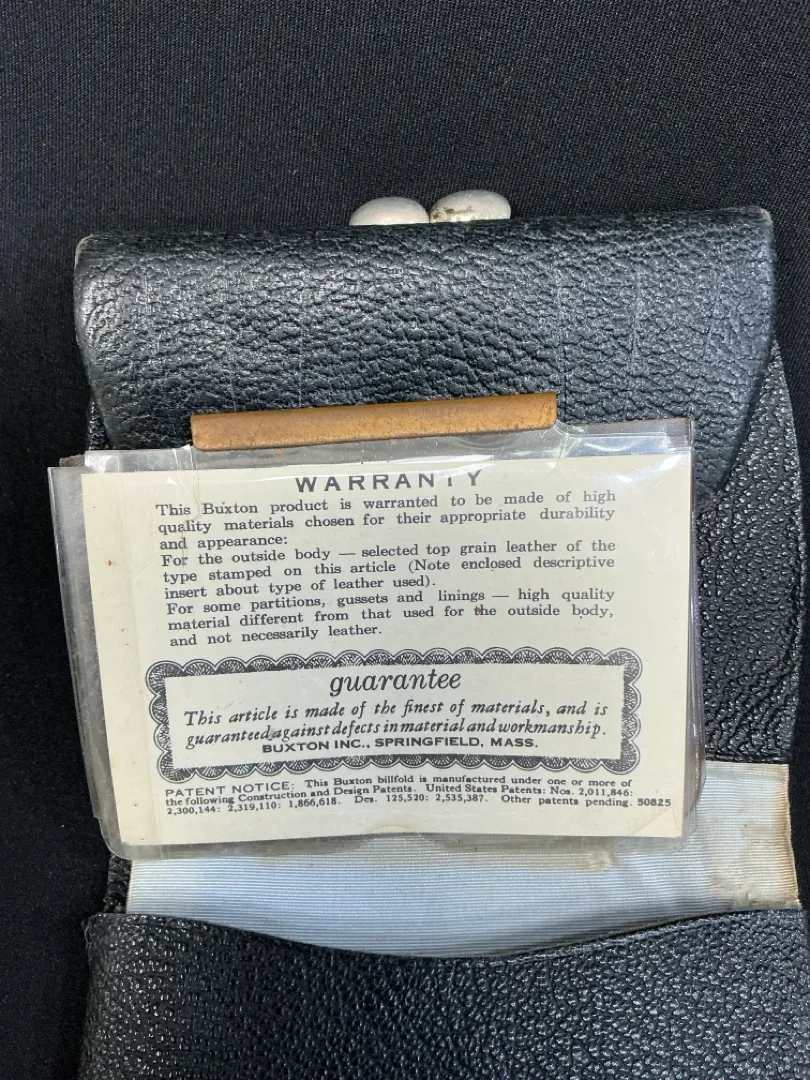 WARRANTY
This Buxton product is warranted to be made of high
quality materials chosen for their appropriate durability
and appearance:
For the outside body — selected top grain leather of the
type stamped on this article (Note enclosed descriptive
insert about type of leather used).
For some partitions, gussets and linings — high quality
material different from that used for the outside body,
and not necessarily leather.
guarantee
This article is made of the finest of materials, and is
guaranteed against defects in material and workmanship.
BUXTON INC., SPRINGFIELD, MASS.
PATENT NOTICE: This Buxton billfold is manufactured under one or more of
the following Construction and Design Patents. United States Patents: Nos. 2,011,846:
2,300,144: 2,319,110: 1,866,618. Des. 125,520: 2,535,387. Other patents pending. 50825